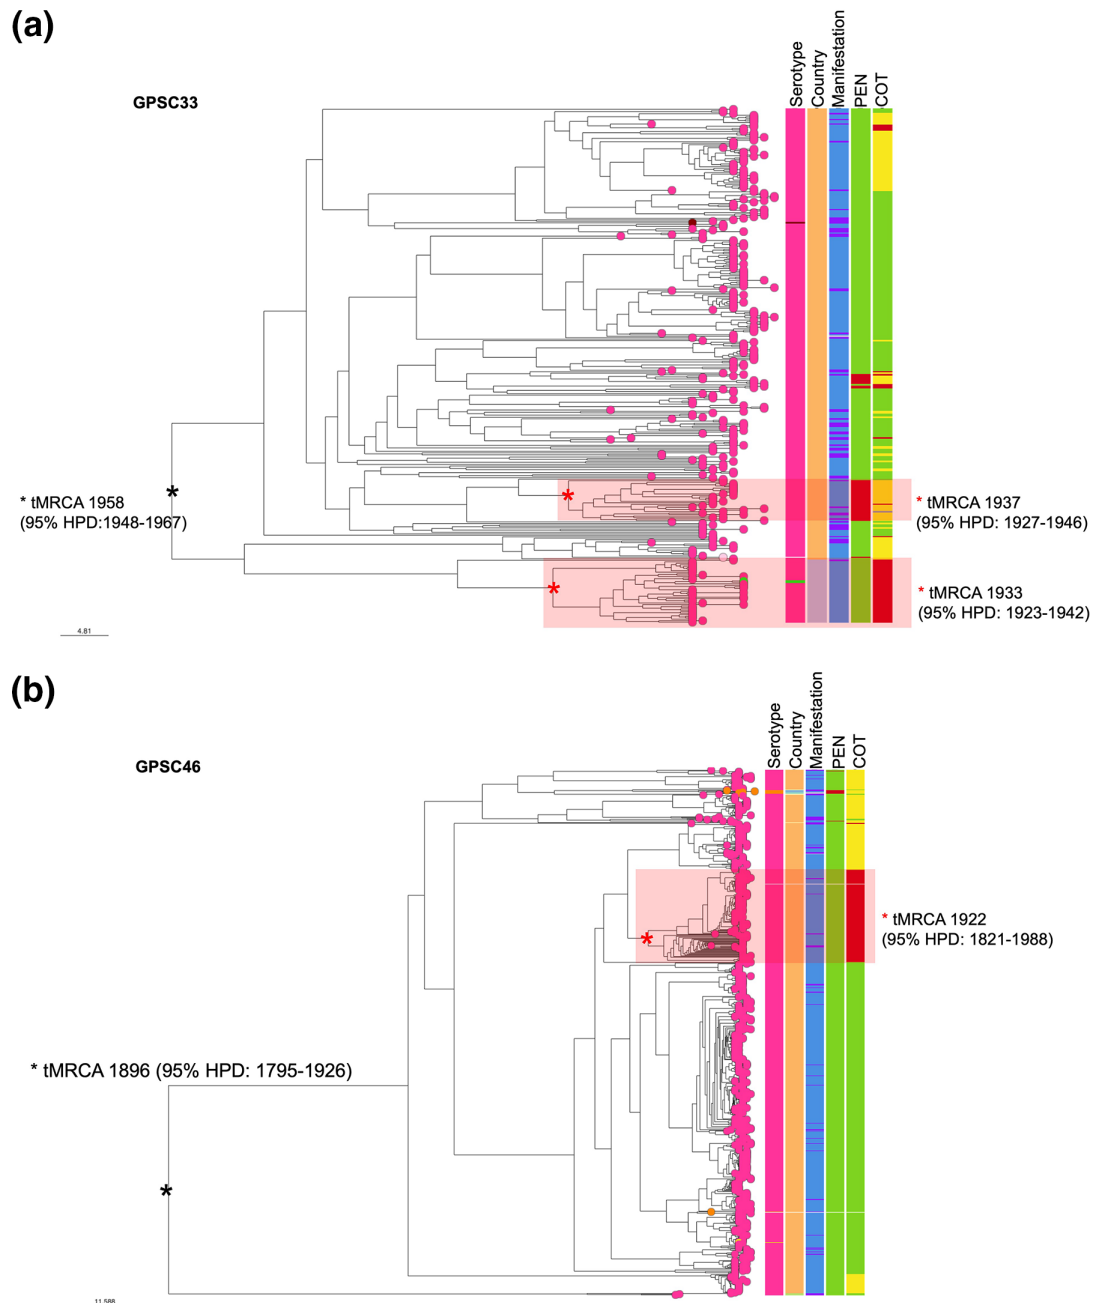 (a)
GPSC33
Serotype
Country
Manifestation
PEN
COT
* tMRCA 1958
(95% HPD:1948-1967)
*
*
* tMRCA 1937
(95% HPD: 1927-1946)
*
* tMRCA 1933
(95% HPD: 1923-1942)
4.81
(b)
GPSC46
Serotype
Country
Manifestation
PEN
COT
*
* tMRCA 1922
(95% HPD: 1821-1988)
* tMRCA 1896 (95% HPD: 1795-1926)
*
11.588